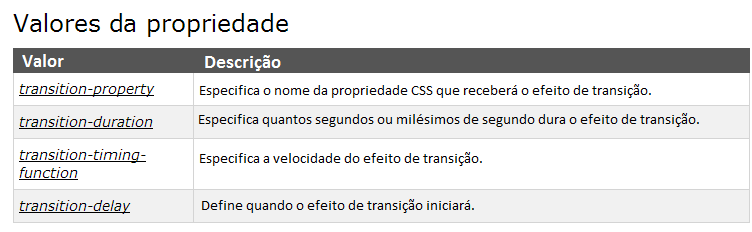 Valores da propriedade
Valor Descrição
transition-property Especifica o nome da propriedade CSS que receberá o efeito de transição.
transition-duration Especifica quantos segundos ou milésimos de segundo dura o efeito de transição.
transition-timing-
function Especifica a velocidade do efeito de transição.
transition-delay Define quando o efeito de transição iniciará.